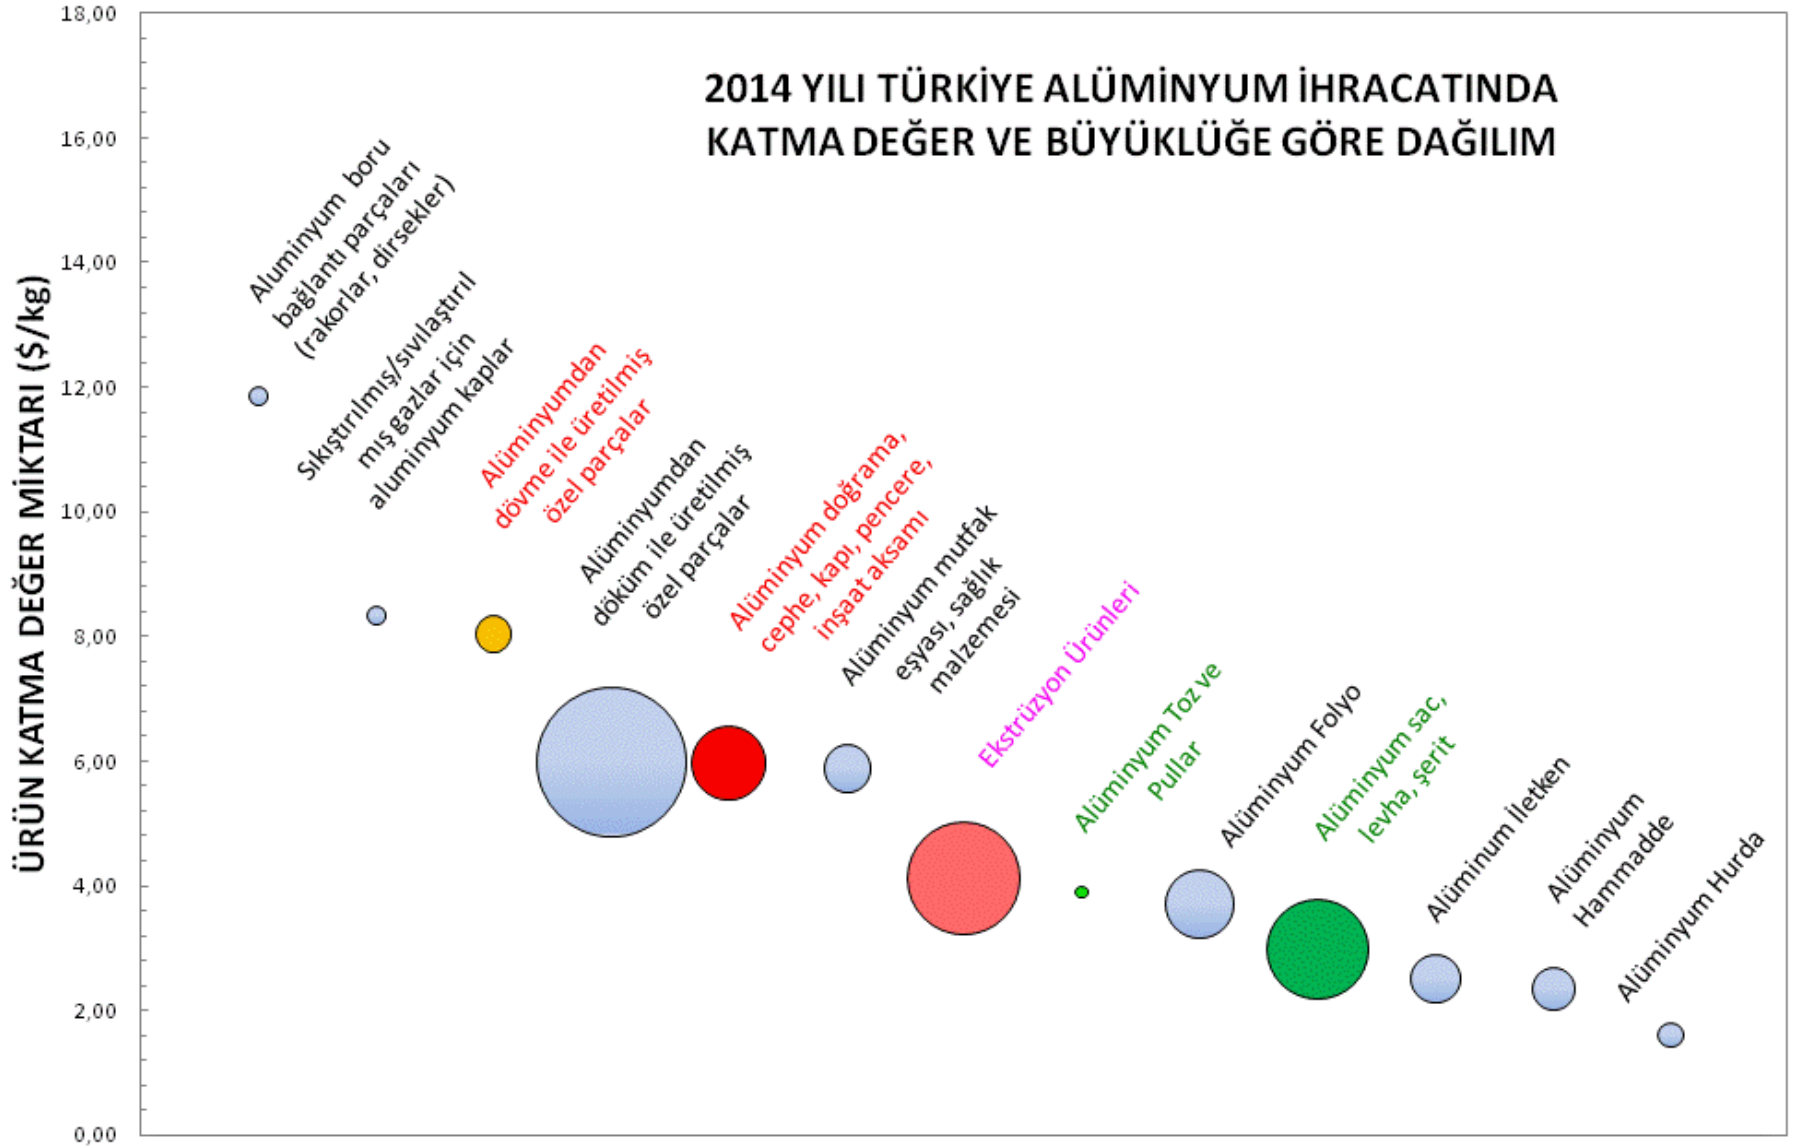 2014 YILI TÜRKİYE ALÜMİNYUM İHRACATINDA
KATMA DEĞER VE BÜYÜKLÜĞE GÖRE DAĞILIM
ÜRÜN KATMA DEĞER MİKTARI ($/kg)
18,00
16,00
14,00
12,00
10,00
8,00
6,00
4,00
2,00
0,00
Aluminyum boru
bağlantı parçaları
(rakorlar, dirsekler)
Sıkıştırılmış/sıvılaştırıl
mış gazlar için
aluminyum kaplar
Alüminyumdan
dövme ile üretilmiş
özel parçalar
Alüminyumdan
döküm ile üretilmiş
özel parçalar
Alüminyum doğrama,
cephe, kapı, pencere,
inşaat aksamı
Alüminyum mutfak
eşyası, sağlık
malzemesi
Ekstrüzyon Ürünleri
Alüminyum Toz ve
Pullar
Alüminyum Folyo
Alüminyum sac,
levha, şerit
Alüminum İletken
Alüminyum
Hammadde
Alüminyum Hurda